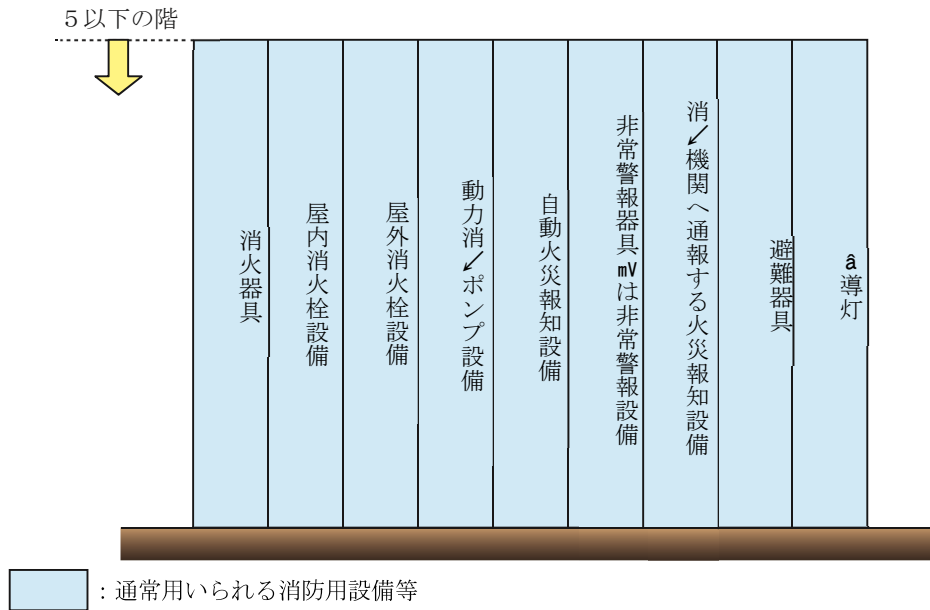 ５以下の階
消火器具
屋内消火栓設備
屋外消火栓設備
動力消↙ポンプ設備
自動火災報知設備
非常警報器具mVは非常警報設備
消↙機関へ通報する火災報知設備
避難器具
â導灯
：通常用いられる消防用設備等